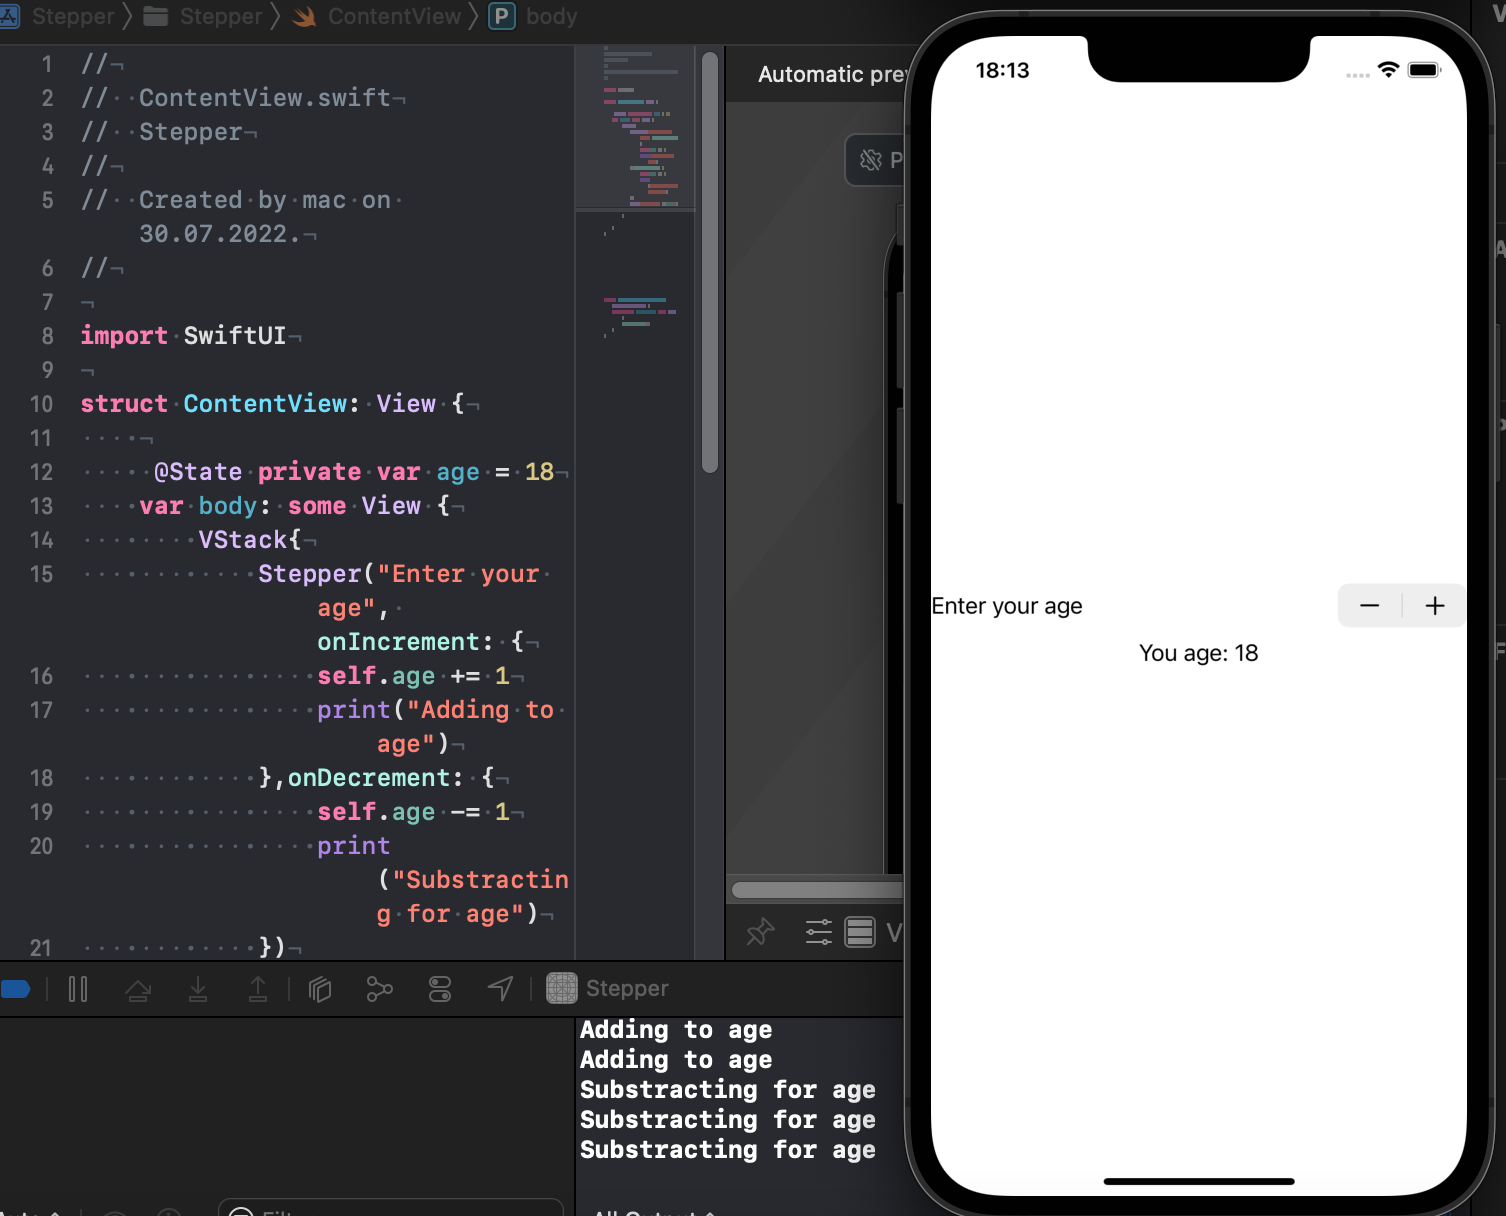 Stepper Stepper ContentView P body
1 //
2 // ContentView.swift
3 // Stepper
4 //
5 // Created by mac on
30.07.2022.
6 //
7
8 import SwiftUI
9
10 struct ContentView: View {
11
12 @State private var age = 18
13 var body: some View {
14 VStack{
15 Stepper("Enter your
age",
onIncrement: {
16 self.age += 1
17 print("Adding to
age")
18 },onDecrement: {
19 self.age -= 1
20 print
("Substractin
g for age")
21 })
Stepper
Adding to age
Adding to age
Substracting for age
Substracting for age
Substracting for age
Automatic
18:13
Enter your age
You age: 18